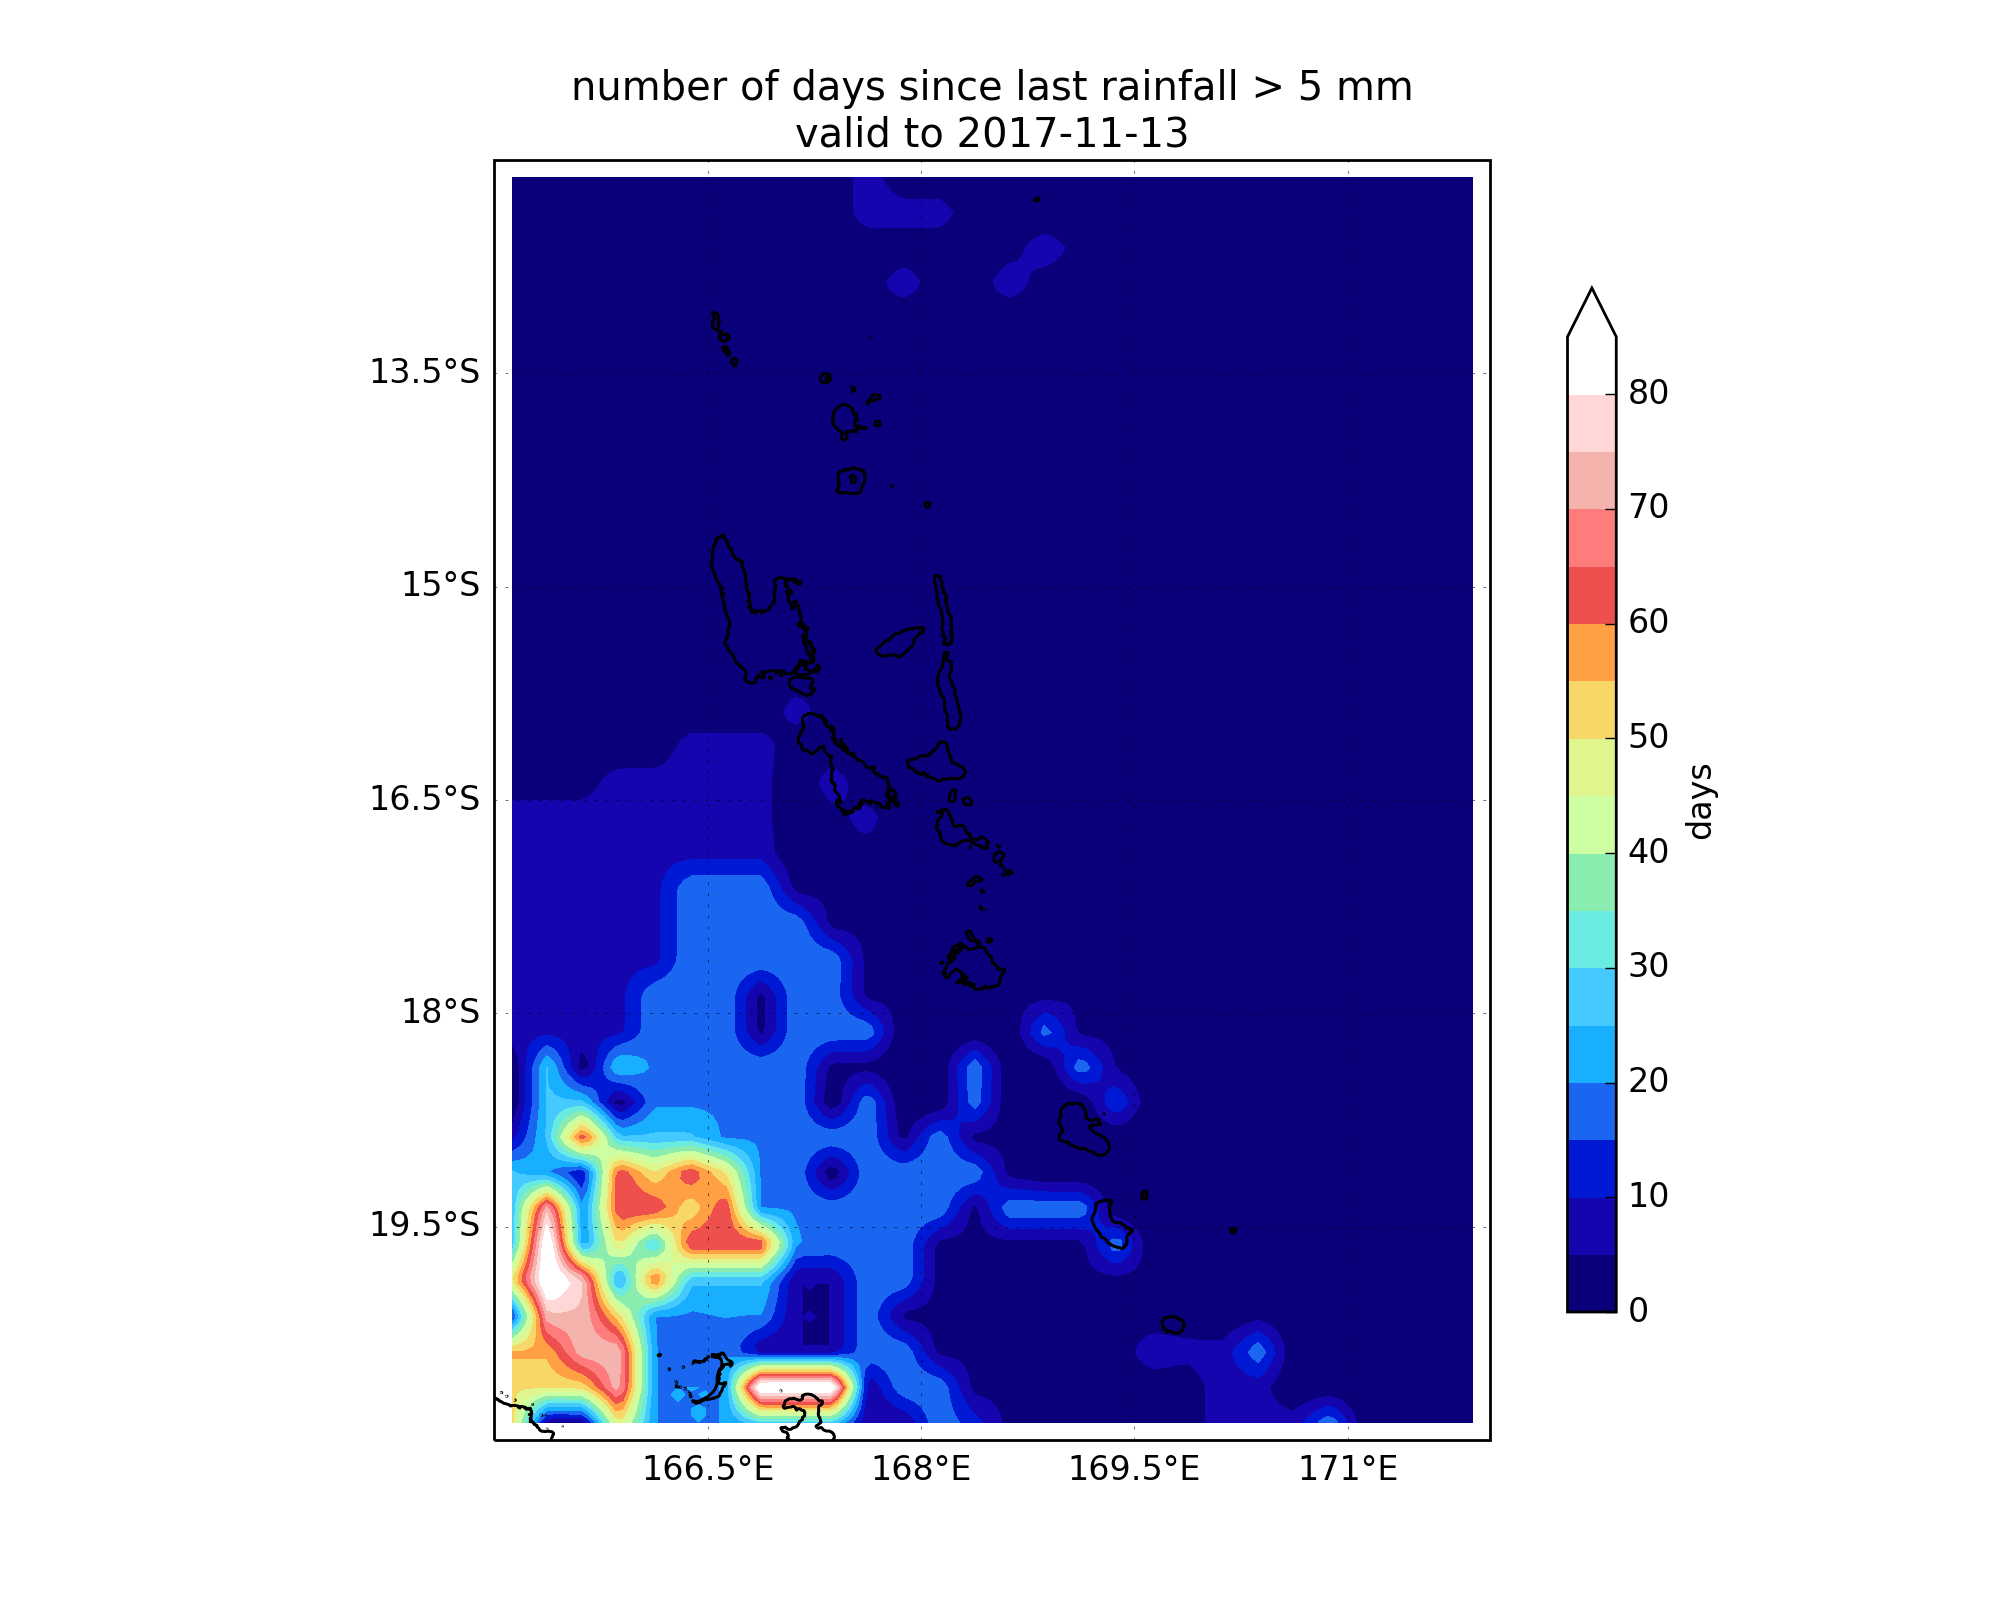 number of days since last rainfall > 5 mm
valid to 2017-11-13
13.5°S
15°S
16.5°S
18°S
19.5°S
166.5°E
168°E
169.5°E
171°E
80
70
60
50
40
30
20
10
0
days